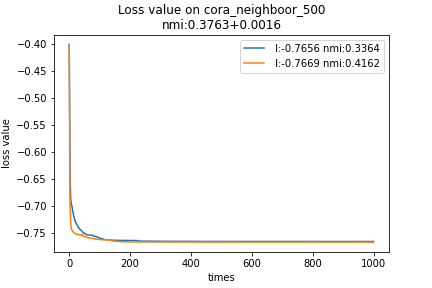 Loss value on cora_neighboor_500
nmi:0.3763+0.0016
l:-0.7656 nmi:0.3364
l:-0.7669 nmi:0.4162
loss value
−0.40
−0.45
−0.50
−0.55
−0.60
−0.65
−0.70
−0.75
0 200 400 600 800 1000
times